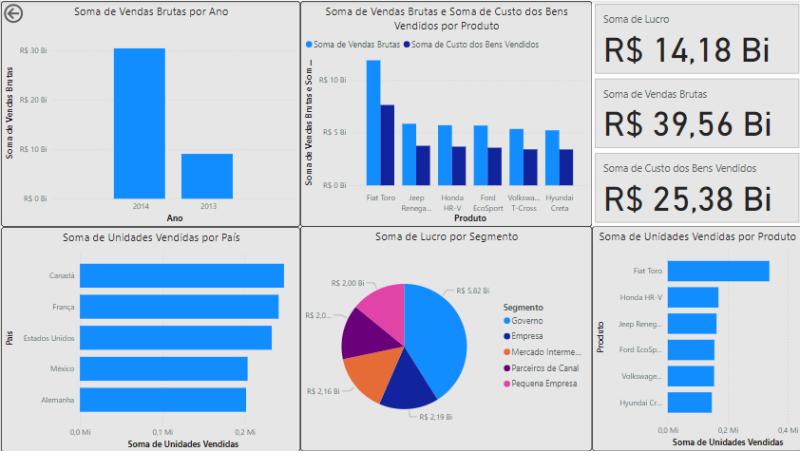 Soma de Vendas Brutas por Ano
R$ 30 Bi
R$ 20 Bi
R$ 10 Bi
R$ 0 Bi
Soma de Vendas Brutas
2014
2013
Ano
Soma de Vendas Brutas e Soma de Custo dos Bens
Vendidos por Produto
Soma de Vendas Brutas
Soma de Custo dos Bens Vendidos
R$ 10 Bi
R$ 5 Bi
R$ 0 Bi
Soma de Vendas Brutas e Som ...
Fiat Toro
Jeep
Renega...
Honda
HR-V
Ford
EcoSport
Volkswa...
T-Cross
Hyundai
Creta
Produto
Soma de Lucro
R$ 14,18 Bi
Soma de Vendas Brutas
R$ 39,56 Bi
Soma de Custo dos Bens Vendidos
R$ 25,38 Bi
Soma de Unidades Vendidas por País
País
Canadá
França
Estados Unidos
México
Alemanha
0,0 Mi
0,1 Mi
0,2 Mi
Soma de Unidades Vendidas
Soma de Lucro por Segmento
R$ 2,00 Bi
R$ 2,0...
R$ 2,16 Bi
R$ 2,19 Bi
R$ 5,82 Bi
Segmento
Governo
Empresa
Mercado Interme...
Parceiros de Canal
Pequena Empresa
Soma de Unidades Vendidas por Produto
Produto
Fiat Toro
Honda HR-V
Jeep Reneg...
Ford EcoSp...
Volkswage...
Hyundai Cr...
0,0 Mi
0,2 Mi
0,4 Mi
Soma de Unidades Vendidas